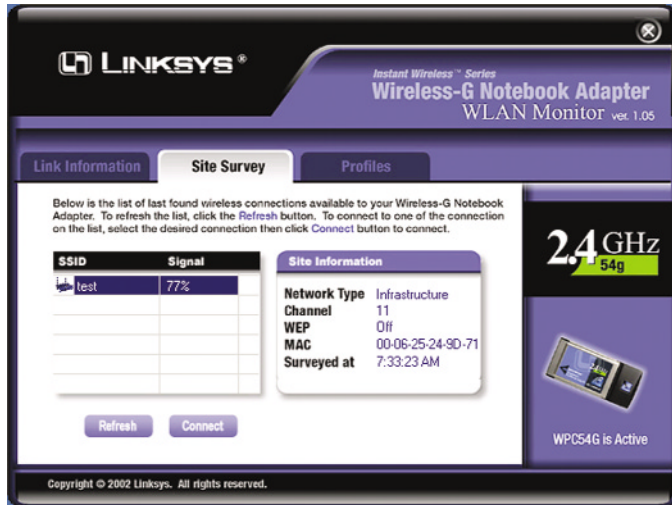 LINKSYS®
Instant Wireless™ Series
Wireless-G Notebook Adapter
WLAN Monitor ver. 1.05
Link Information
Site Survey
Profiles
Below is the list of last found wireless connections available to your Wireless-G Notebook
Adapter. To refresh the list, click the Refresh button. To connect to one of the connection
on the list, select the desired connection then click Connect button to connect.
SSID Signal
test 77%
Site Information
Network Type Infrastructure
Channel 11
WEP Off
MAC 00-06-25-24-9D-71
Surveyed at 7:33:23 AM
Refresh
Connect
2.4 GHz
54g
WPC54G is Active
Copyright © 2002 Linksys. All rights reserved.